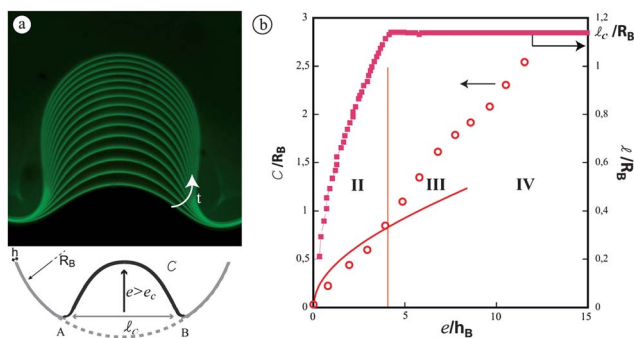 a
t
h
R_B
C
e>e_c
A
B
ℓ_c
b
3
2,5
2
1,5
1
0,5
0
C/R_B
0
5
10
15
e/h_B
II
III
IV
1,2
ℓ_c/R_B
1
0,8
0,6
0,4
0,2
0
ℓ/R_B